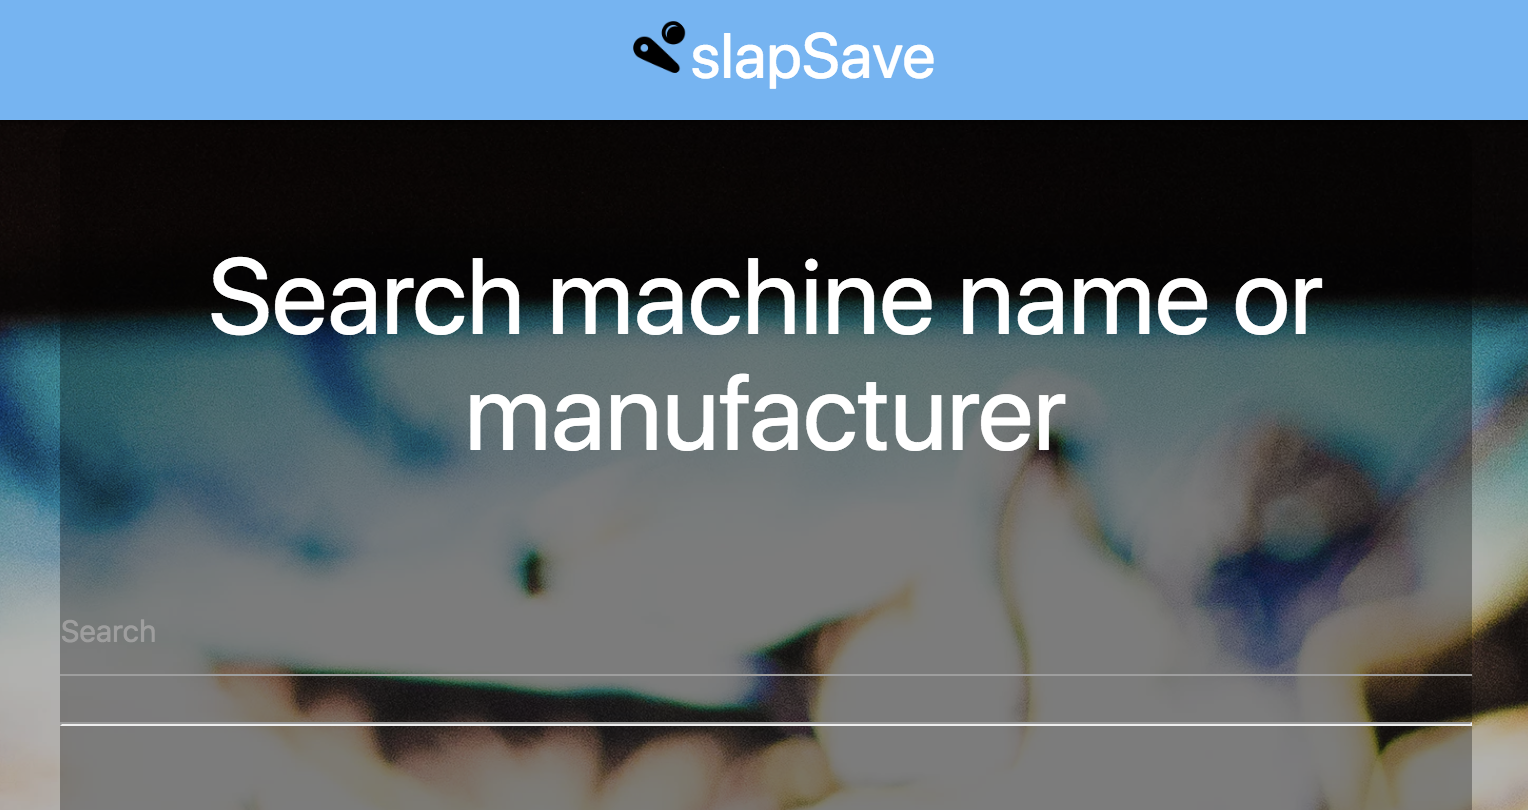 slapSave
Search machine name or
manufacturer
Search